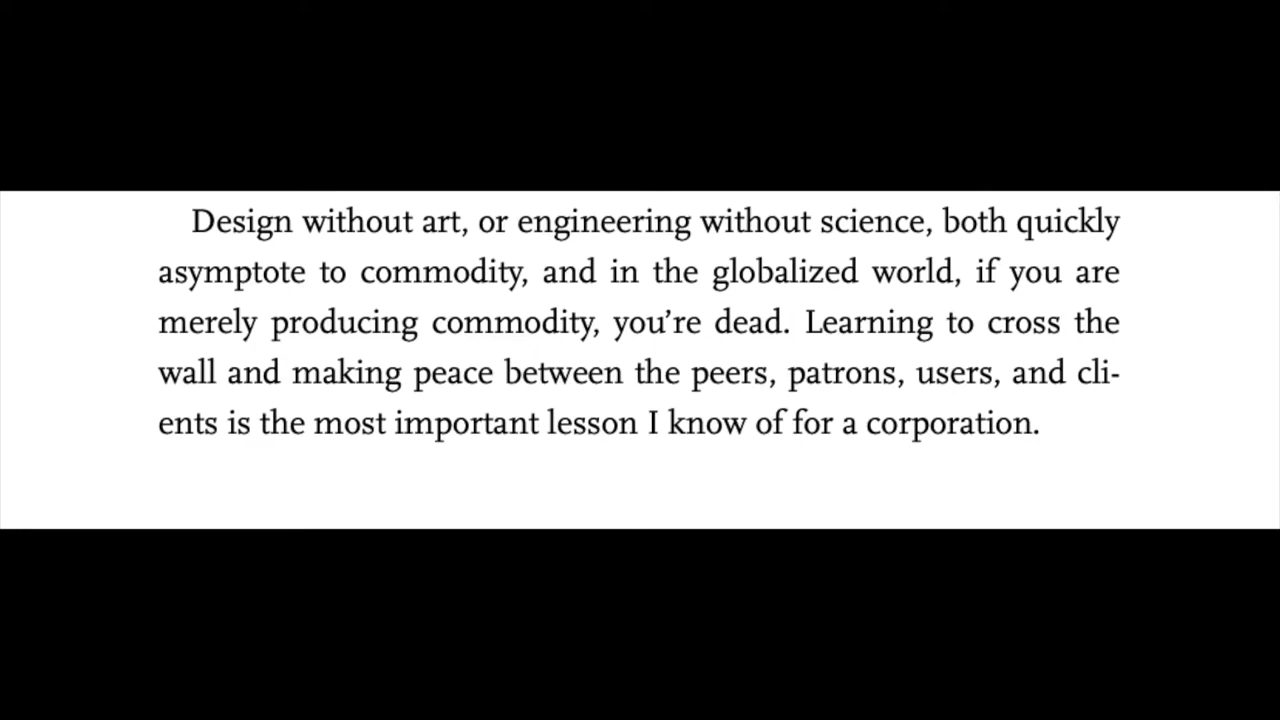 Design without art, or engineering without science, both quickly
asymptote to commodity, and in the globalized world, if you are
merely producing commodity, you’re dead. Learning to cross the
wall and making peace between the peers, patrons, users, and cli-
ents is the most important lesson I know of for a corporation.